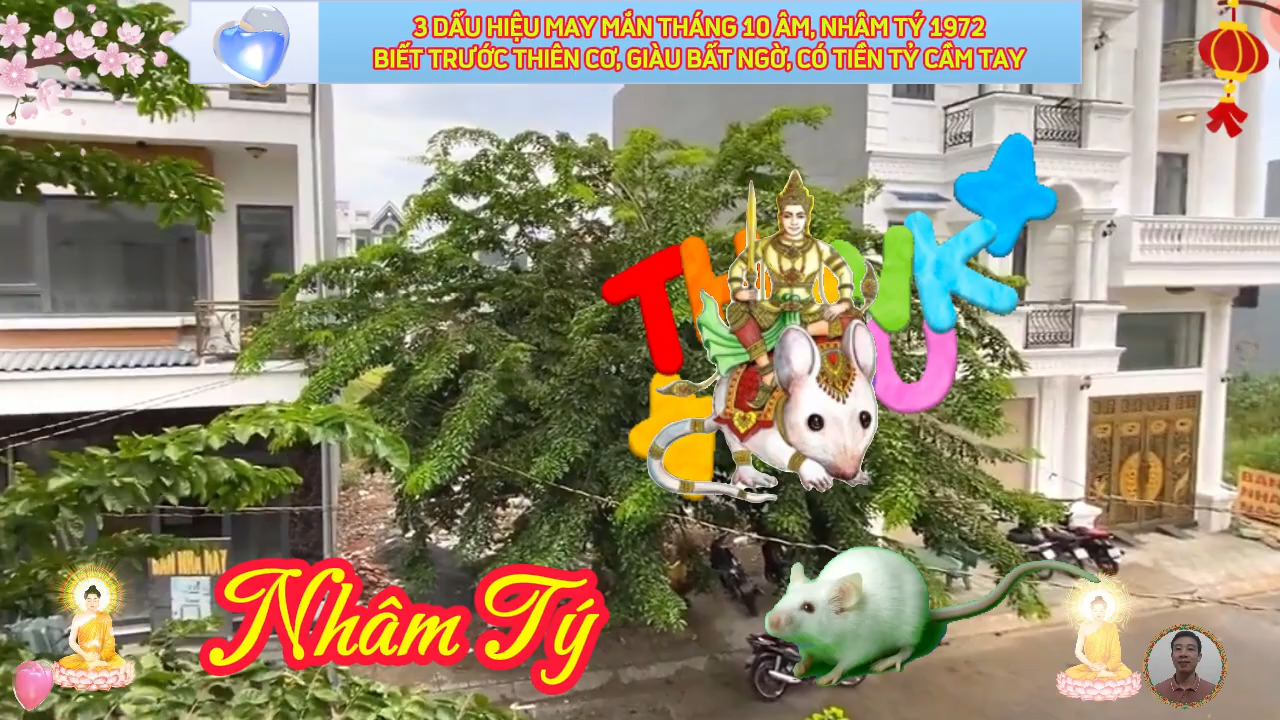 3 DẤU HIỆU MAY MẮN THÁNG 10 ÂM, NHÂM TÝ 1972
BIẾT TRƯỚC THIÊN CƠ, GIÀU BẤT NGỜ, CÓ TIỀN TỶ CẦM TAY
Nhâm Tý